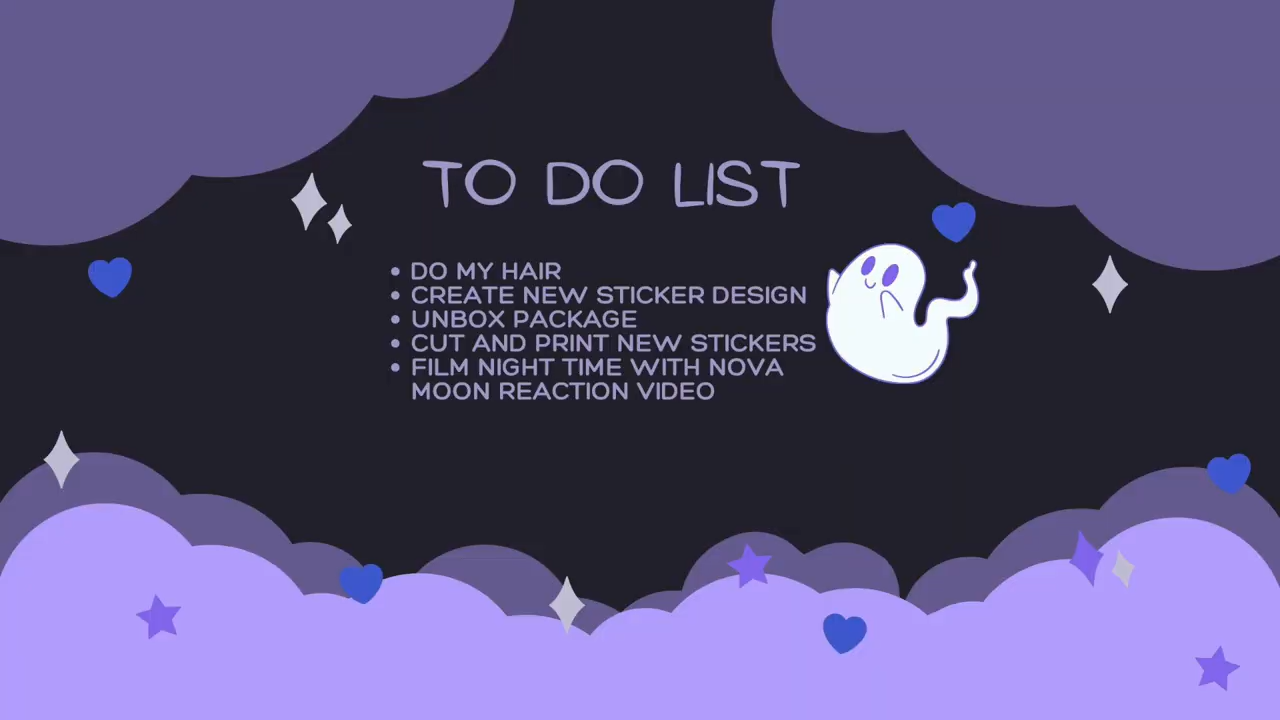 TO DO LIST
• DO MY HAIR
• CREATE NEW STICKER DESIGN
• UNBOX PACKAGE
• CUT AND PRINT NEW STICKERS
• FILM NIGHT TIME WITH NOVA
MOON REACTION VIDEO